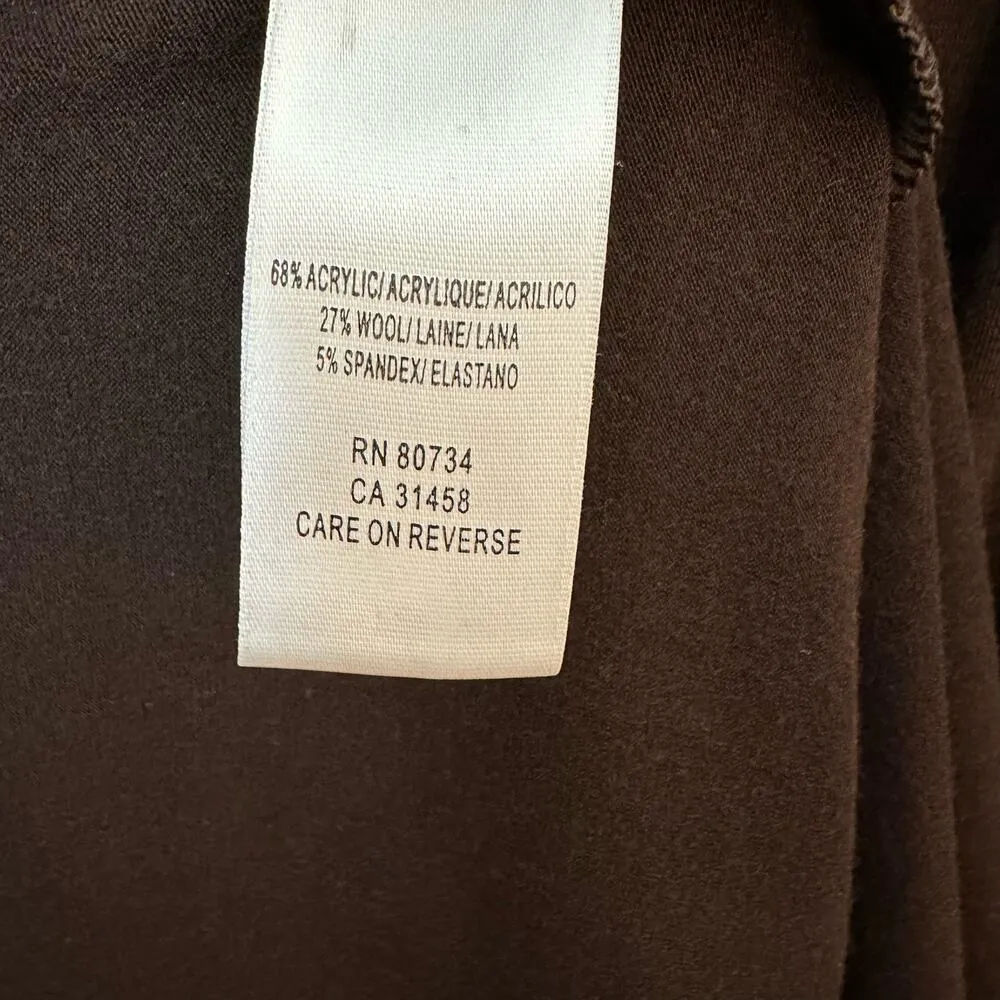 68% ACRYLIC/ ACRYLIQUE/ ACRILICO
27% WOOL/ LAINE/ LANA
5% SPANDEX/ ELASTANO
RN 80734
CA 31458
CARE ON REVERSE